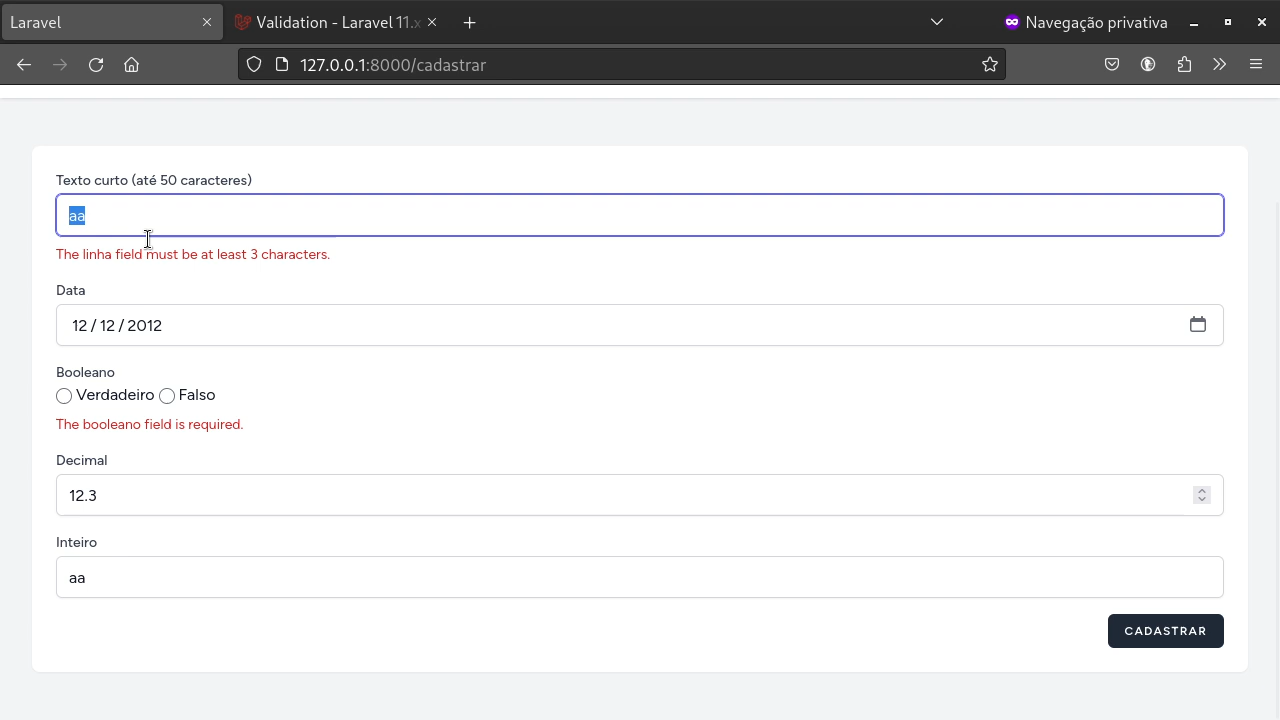 Laravel
Validation - Laravel 11.x
Navegação privativa
127.0.0.1:8000/cadastrar
Texto curto (até 50 caracteres)
aa
The linha field must be at least 3 characters.
Data
12 / 12 / 2012
Booleano
Verdadeiro Falso
The booleano field is required.
Decimal
12.3
Inteiro
aa
CADASTRAR